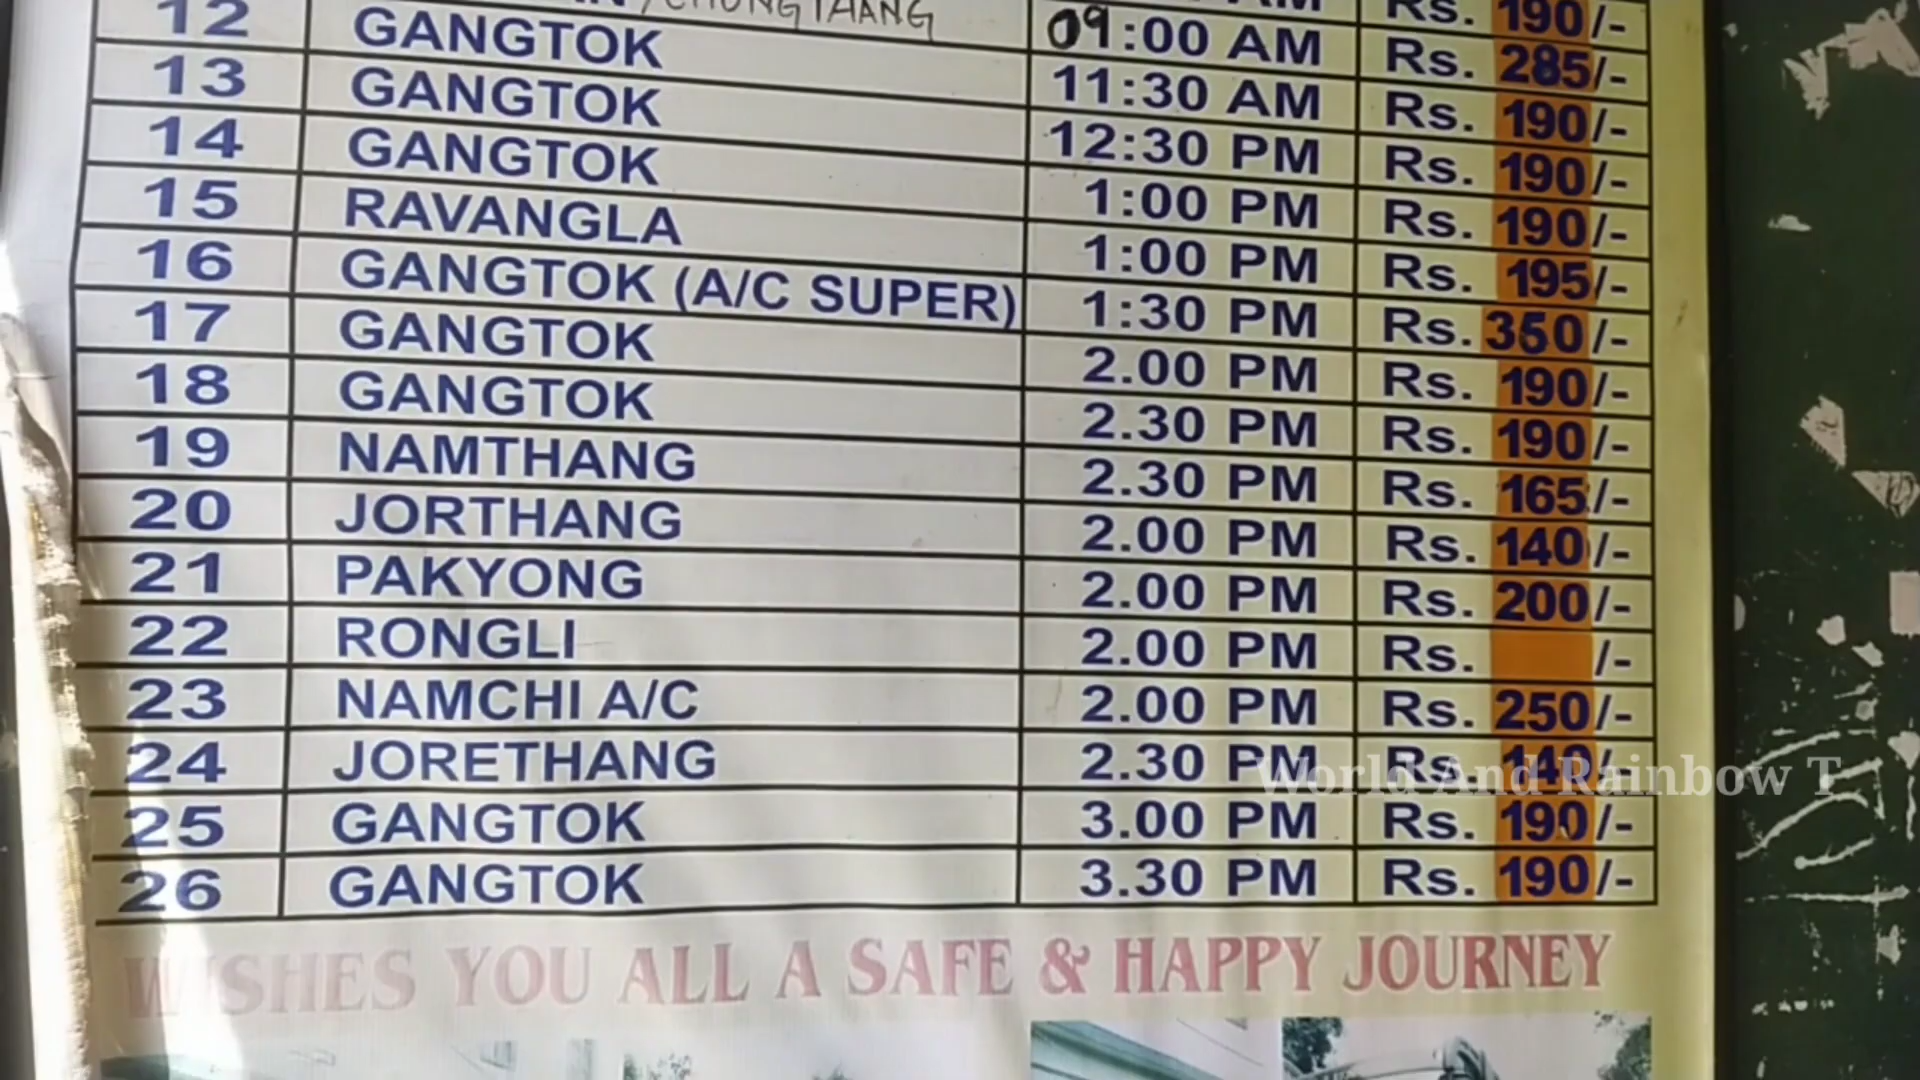 AM Rs. 190/-
/CHUNGTHANG 09:00 AM Rs. 285/-
12 GANGTOK 11:30 AM Rs. 190/-
13 GANGTOK 12:30 PM Rs. 190/-
14 GANGTOK 1:00 PM Rs. 190/-
15 RAVANGLA 1:00 PM Rs. 195/-
16 GANGTOK (A/C SUPER) 1:30 PM Rs. 350/-
17 GANGTOK 2.00 PM Rs. 190/-
18 GANGTOK 2.30 PM Rs. 190/-
19 NAMTHANG 2.30 PM Rs. 165/-
20 JORTHANG 2.00 PM Rs. 140/-
21 PAKYONG 2.00 PM Rs. 200/-
22 RONGLI 2.00 PM Rs. /-
23 NAMCHI A/C 2.00 PM Rs. 250/-
24 JORETHANG 2.30 PM Rs. 140/-
World And Rainbow T
25 GANGTOK 3.00 PM Rs. 190/-
26 GANGTOK 3.30 PM Rs. 190/-
WISHES YOU ALL A SAFE & HAPPY JOURNEY